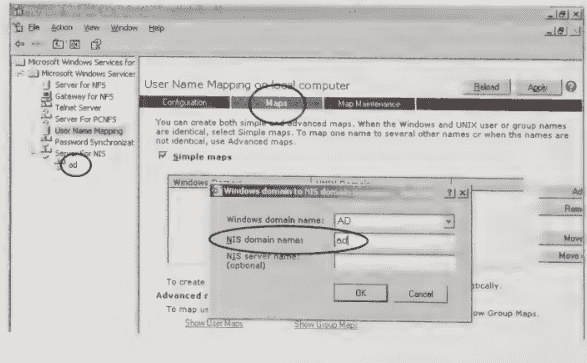 File Action View Window Help
Microsoft Windows Services for
Microsoft Windows Services
Server for NFS
Gateway for NFS
Telnet Server
Server For PCNFS
User Name Mapping
Password Synchronizat
Server For NIS
ad
User Name Mapping on local computer
Reload Apply
Configuration Maps Map Maintenance
You can create both simple and advanced maps. When the Windows and UNIX user or group names
are identical, select Simple maps. To map one name to several other names or when the names are
not identical, use Advanced maps.
Simple maps
Windows
Windows domain to NIS domain
Windows domain name: AD
NIS domain name: ad
NIS server name:
(optional)
OK Cancel
Ad
Rem
Move
Move
To create
tically.
Advanced
To map us
ow Group Maps.
Show User Maps Show Group Maps